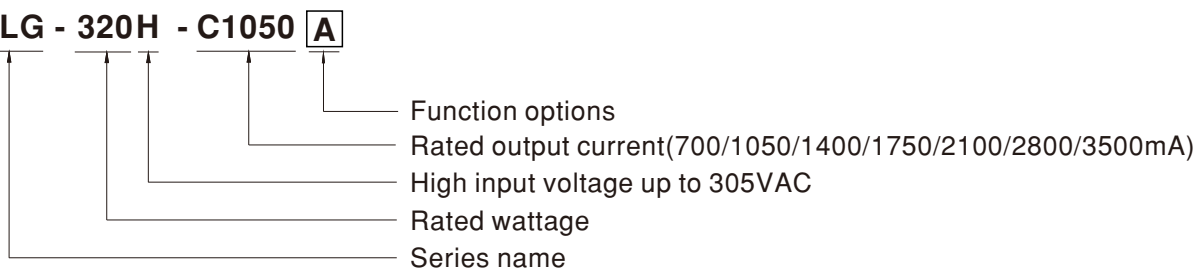 LG - 320H - C1050 A
Function options
Rated output current(700/1050/1400/1750/2100/2800/3500mA)
High input voltage up to 305VAC
Rated wattage
Series name